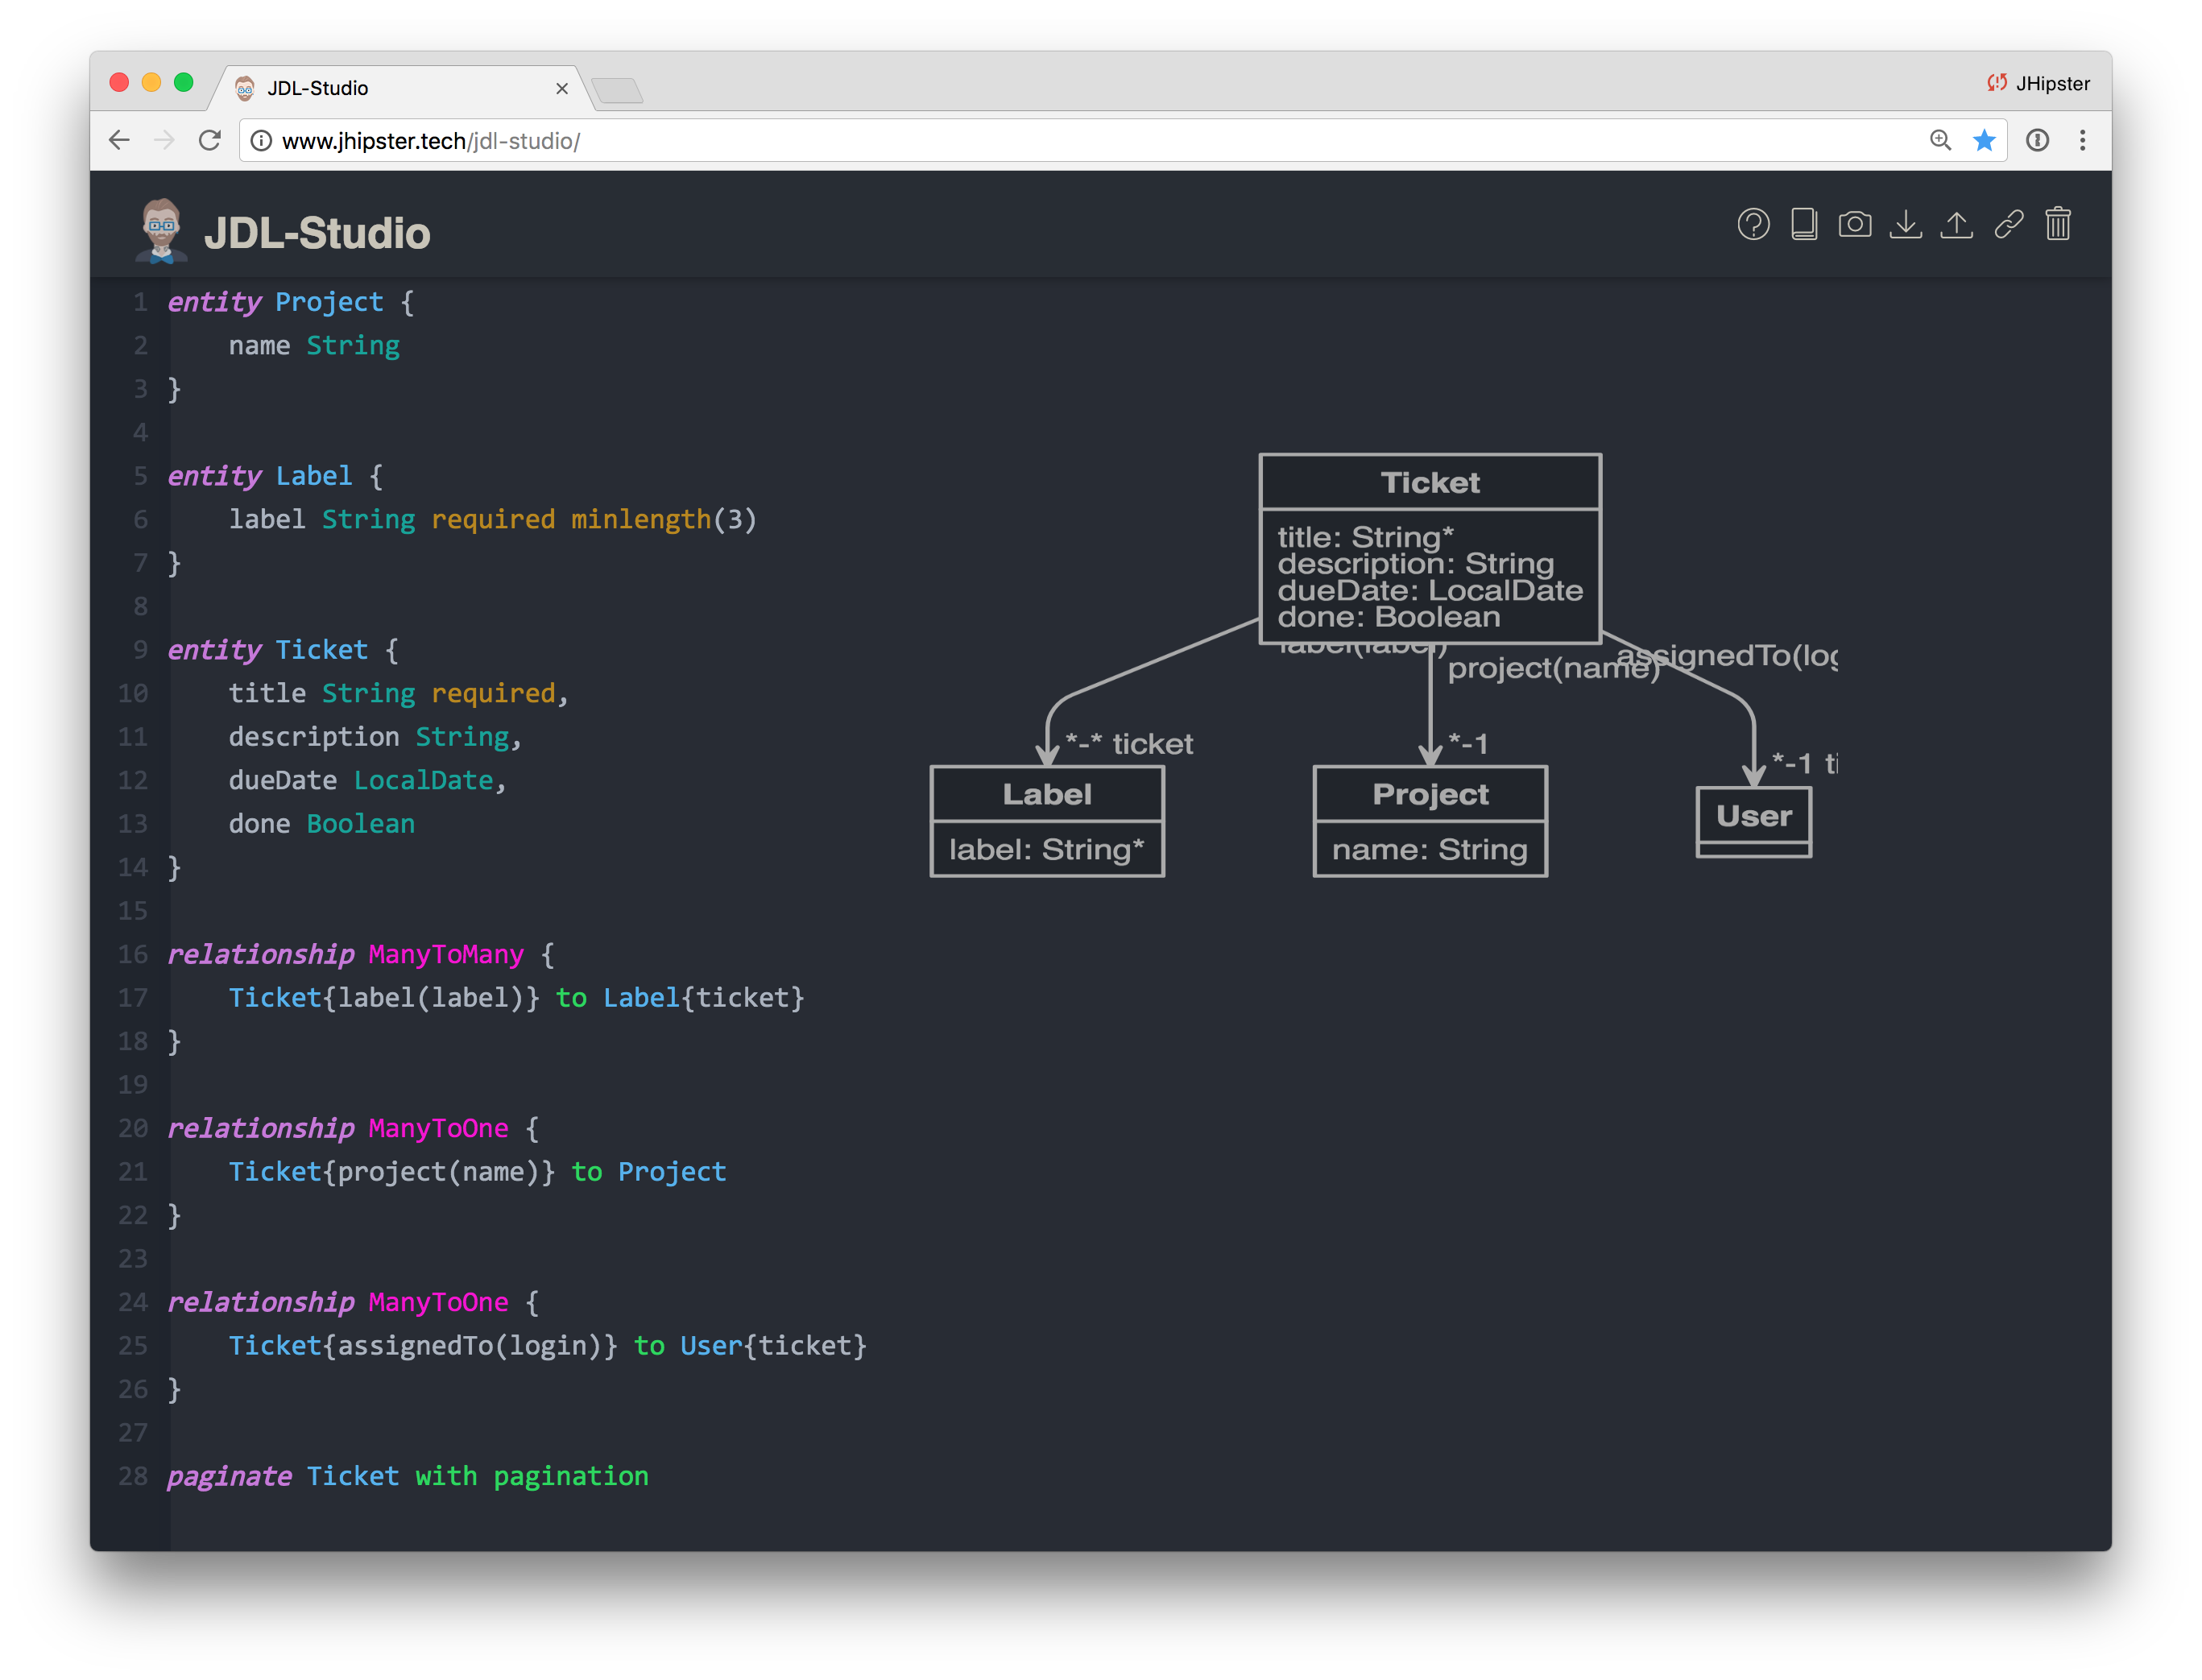 JDL-Studio
JHipster
www.jhipster.tech/jdl-studio/
JDL-Studio
1 entity Project {
2 name String
3 }
4
5 entity Label {
6 label String required minlength(3)
7 }
8
9 entity Ticket {
10 title String required,
11 description String,
12 dueDate LocalDate,
13 done Boolean
14 }
15
16 relationship ManyToMany {
17 Ticket{label(label)} to Label{ticket}
18 }
19
20 relationship ManyToOne {
21 Ticket{project(name)} to Project
22 }
23
24 relationship ManyToOne {
25 Ticket{assignedTo(login)} to User{ticket}
26 }
27
28 paginate Ticket with pagination
Ticket
title: String*
description: String
dueDate: LocalDate
done: Boolean
label(label)
project(name)
assignedTo(log
*-* ticket
*-1
*-1 ti
Label
label: String*
Project
name: String
User